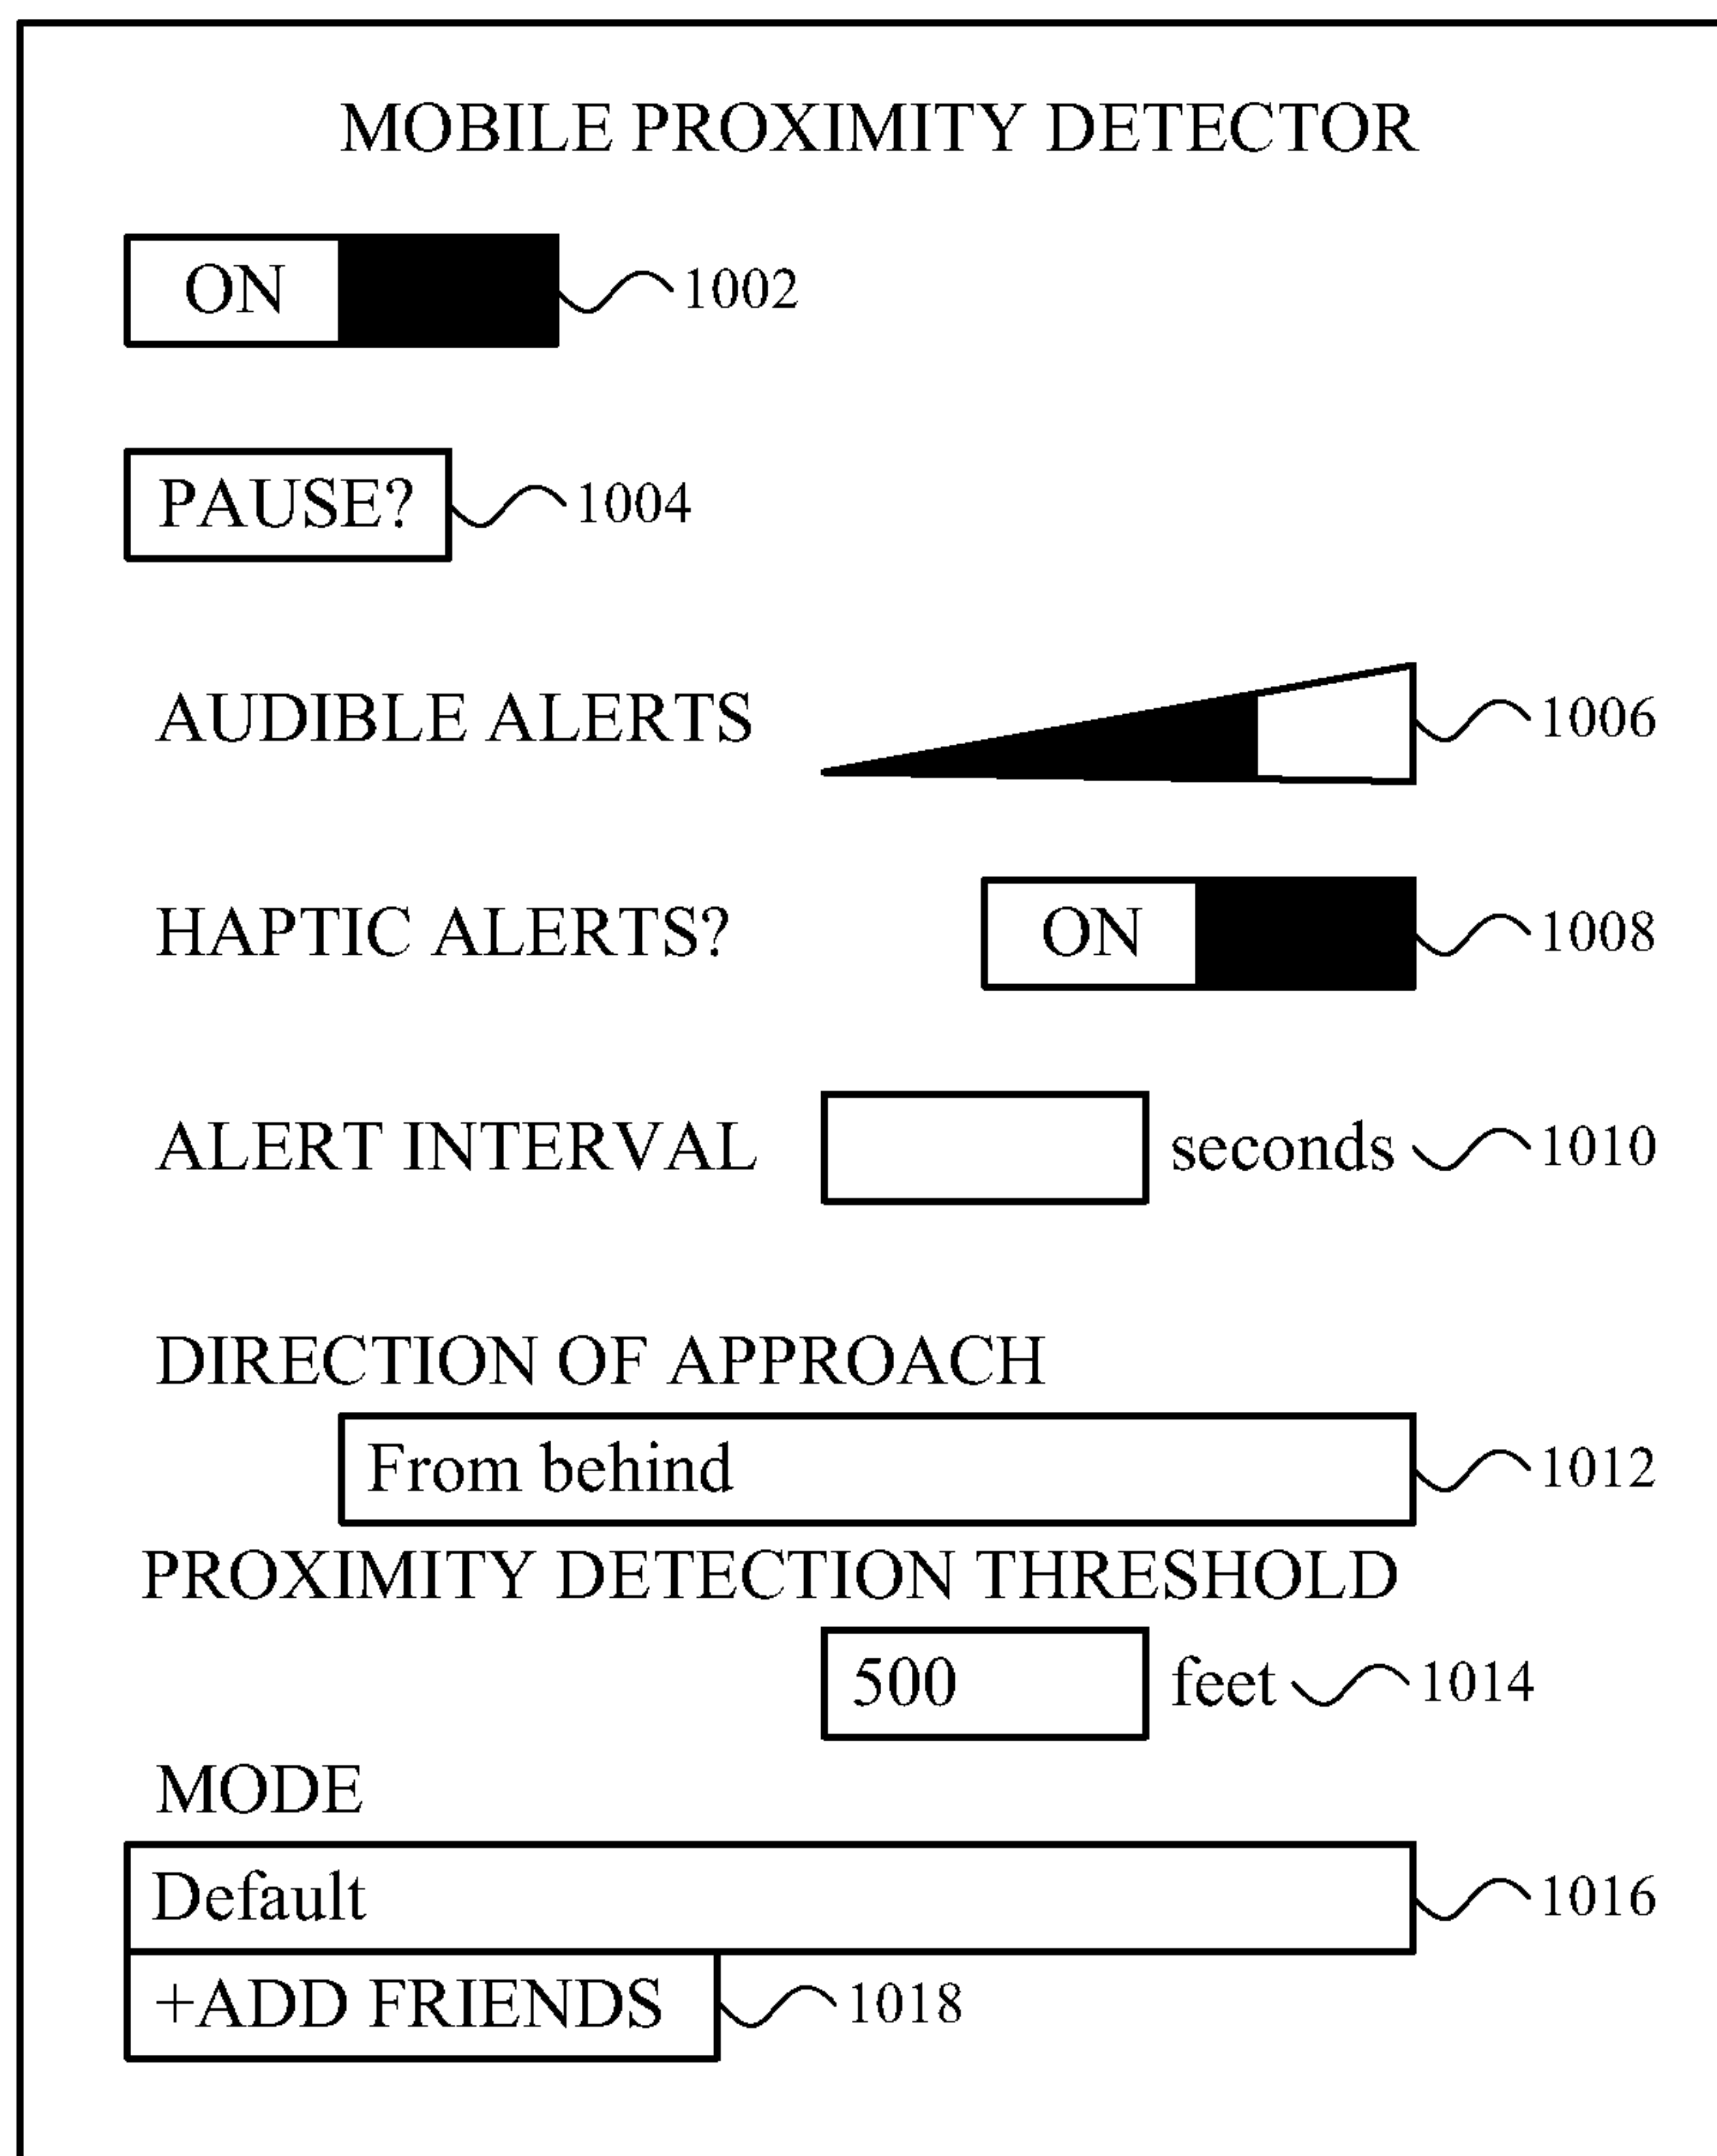 MOBILE PROXIMITY DETECTOR
ON 1002
PAUSE? 1004
AUDIBLE ALERTS 1006
HAPTIC ALERTS? ON 1008
ALERT INTERVAL seconds 1010
DIRECTION OF APPROACH
From behind 1012
PROXIMITY DETECTION THRESHOLD
500 feet 1014
MODE
Default 1016
+ADD FRIENDS 1018